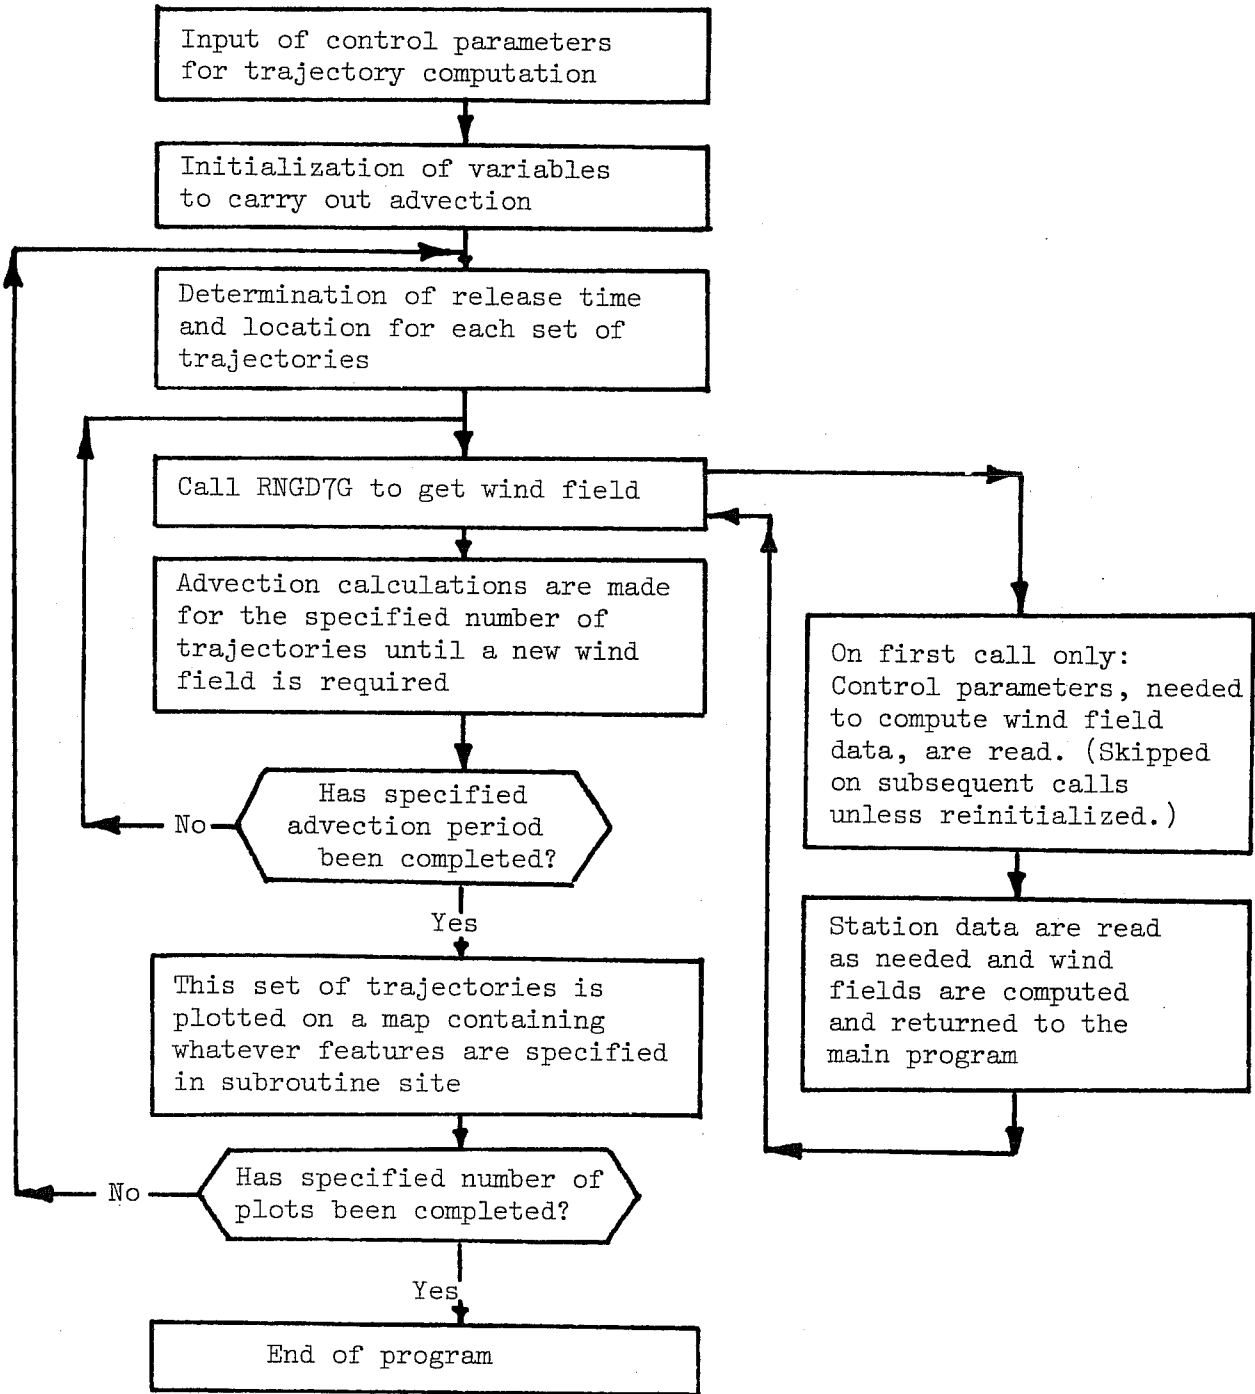 Input of control parameters
for trajectory computation
Initialization of variables
to carry out advection
Determination of release time
and location for each set of
trajectories
Call RNGD7G to get wind field
Advection calculations are made
for the specified number of
trajectories until a new wind
field is required
Has specified
advection period
been completed?
No
Yes
This set of trajectories is
plotted on a map containing
whatever features are specified
in subroutine site
Has specified number of
plots been completed?
No
Yes
End of program
On first call only:
Control parameters, needed
to compute wind field
data, are read. (Skipped
on subsequent calls
unless reinitialized.)
Station data are read
as needed and wind
fields are computed
and returned to the
main program